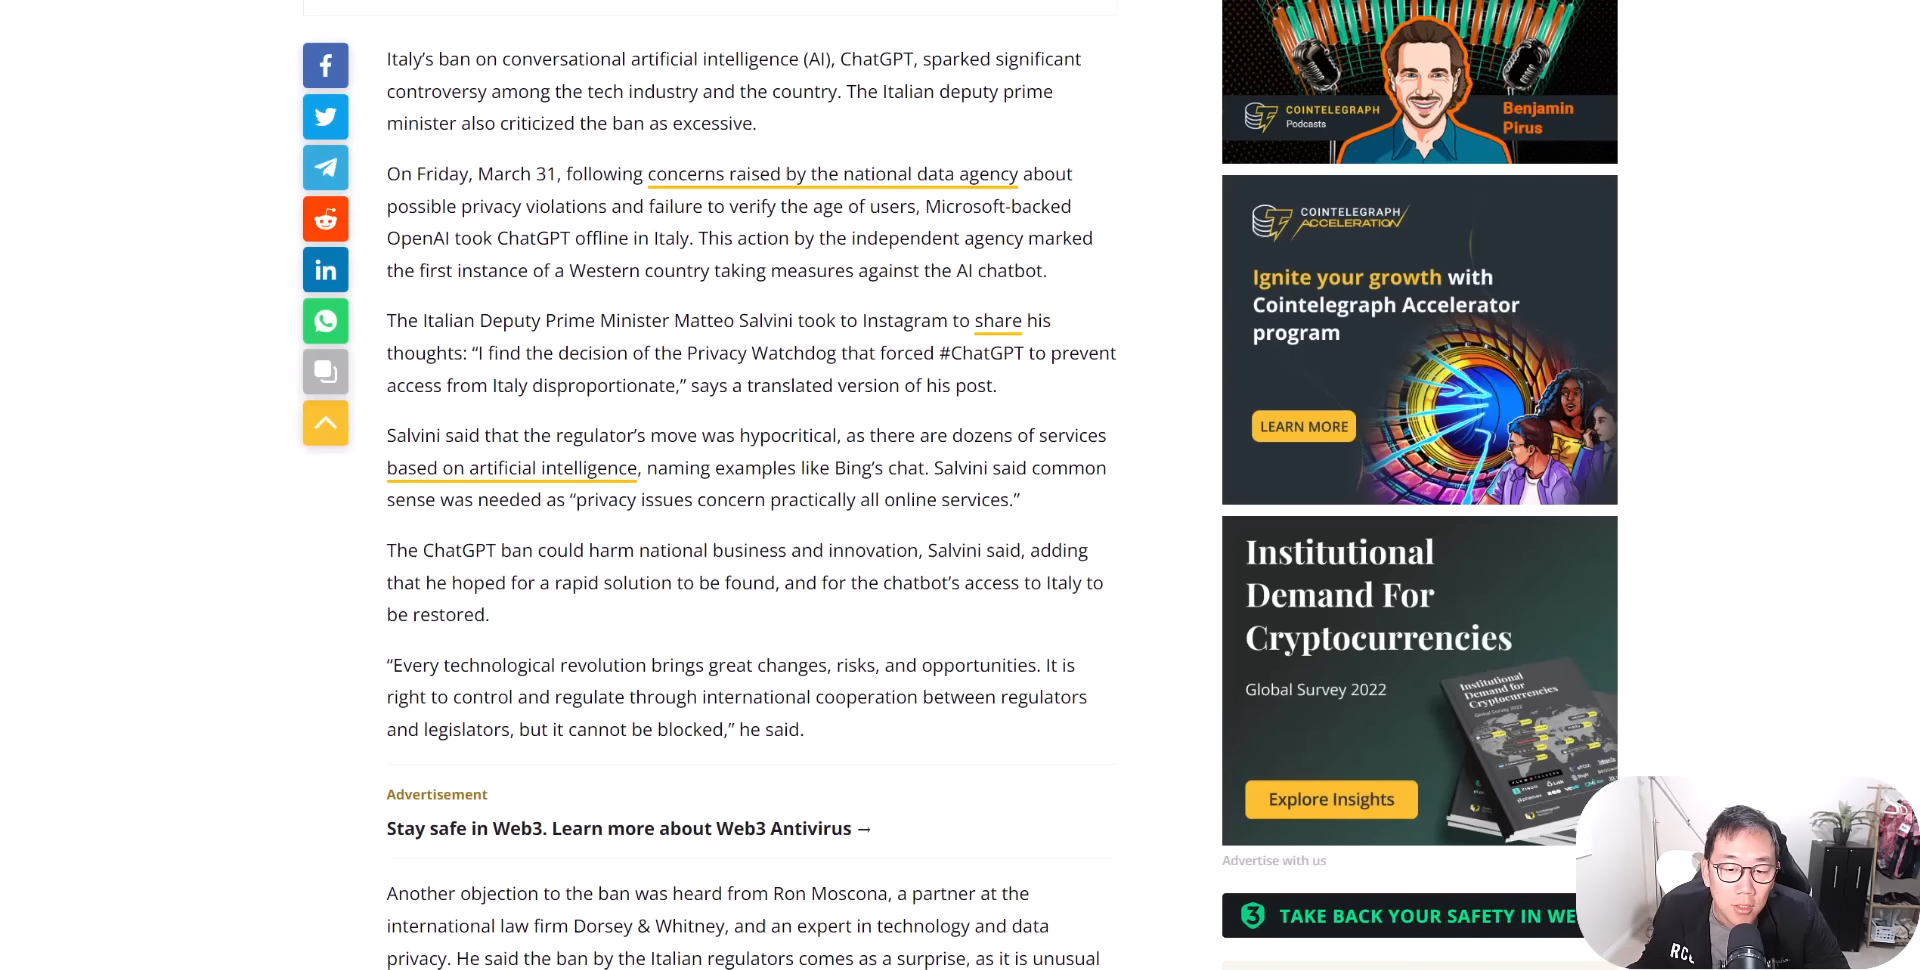 Italy’s ban on conversational artificial intelligence (AI), ChatGPT, sparked significant
controversy among the tech industry and the country. The Italian deputy prime
minister also criticized the ban as excessive.
On Friday, March 31, following concerns raised by the national data agency about
possible privacy violations and failure to verify the age of users, Microsoft-backed
OpenAI took ChatGPT offline in Italy. This action by the independent agency marked
the first instance of a Western country taking measures against the AI chatbot.
The Italian Deputy Prime Minister Matteo Salvini took to Instagram to share his
thoughts: “I find the decision of the Privacy Watchdog that forced #ChatGPT to prevent
access from Italy disproportionate,” says a translated version of his post.
Salvini said that the regulator’s move was hypocritical, as there are dozens of services
based on artificial intelligence, naming examples like Bing’s chat. Salvini said common
sense was needed as “privacy issues concern practically all online services.”
The ChatGPT ban could harm national business and innovation, Salvini said, adding
that he hoped for a rapid solution to be found, and for the chatbot’s access to Italy to
be restored.
“Every technological revolution brings great changes, risks, and opportunities. It is
right to control and regulate through international cooperation between regulators
and legislators, but it cannot be blocked,” he said.
Advertisement
Stay safe in Web3. Learn more about Web3 Antivirus →
Another objection to the ban was heard from Ron Moscona, a partner at the
international law firm Dorsey & Whitney, and an expert in technology and data
privacy. He said the ban by the Italian regulators comes as a surprise, as it is unusual
COINTELEGRAPH
Podcasts
Benjamin
Pirus
COINTELEGRAPH
ACCELERATION
Ignite your growth with
Cointelegraph Accelerator
program
LEARN MORE
Institutional
Demand For
Cryptocurrencies
Global Survey 2022
Institutional
Demand for
Cryptocurrencies
Global Survey 2022
Explore Insights
Advertise with us
TAKE BACK YOUR SAFETY IN WE